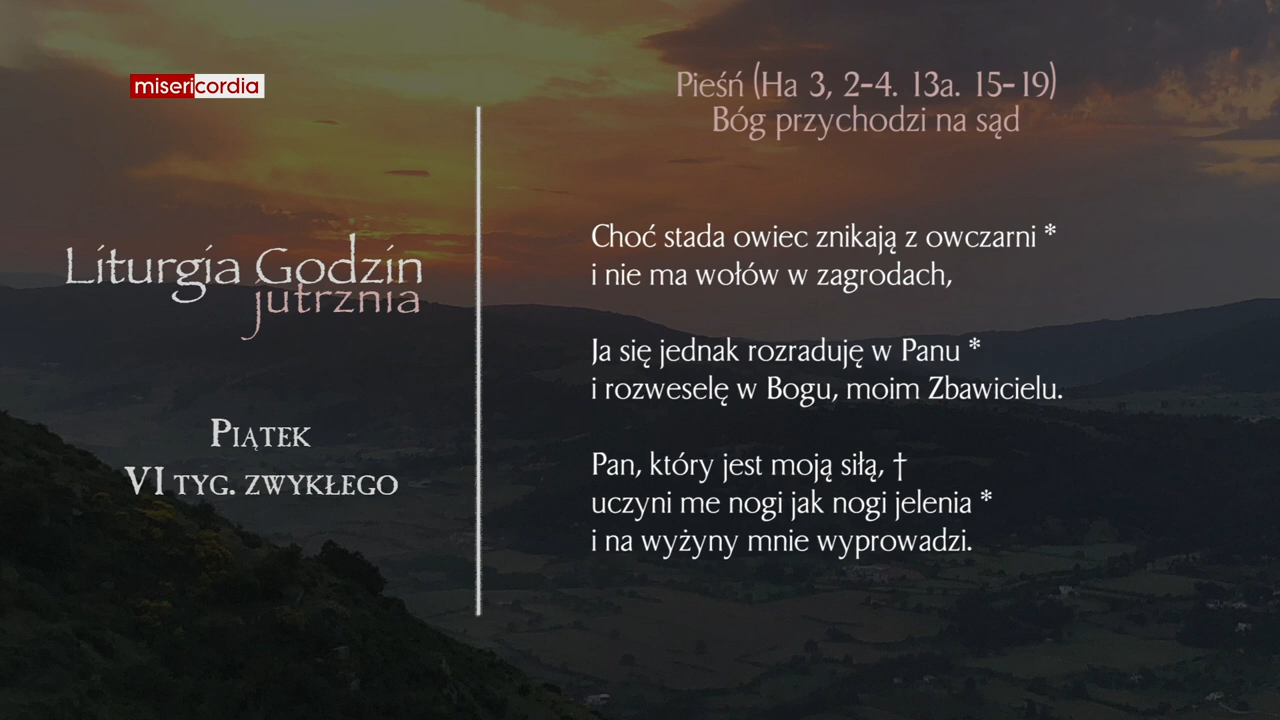 misericordia
Liturgia Godzin
jutrznia
Piątek
VI tyg. zwykłego
Pieśń (Ha 3, 2-4. 13a. 15-19)
Bóg przychodzi na sąd
Choć stada owiec znikają z owczarni *
i nie ma wołów w zagrodach,
Ja się jednak rozraduję w Panu *
i rozweselę w Bogu, moim Zbawicielu.
Pan, który jest moją siłą, †
uczyni me nogi jak nogi jelenia *
i na wyżyny mnie wyprowadzi.